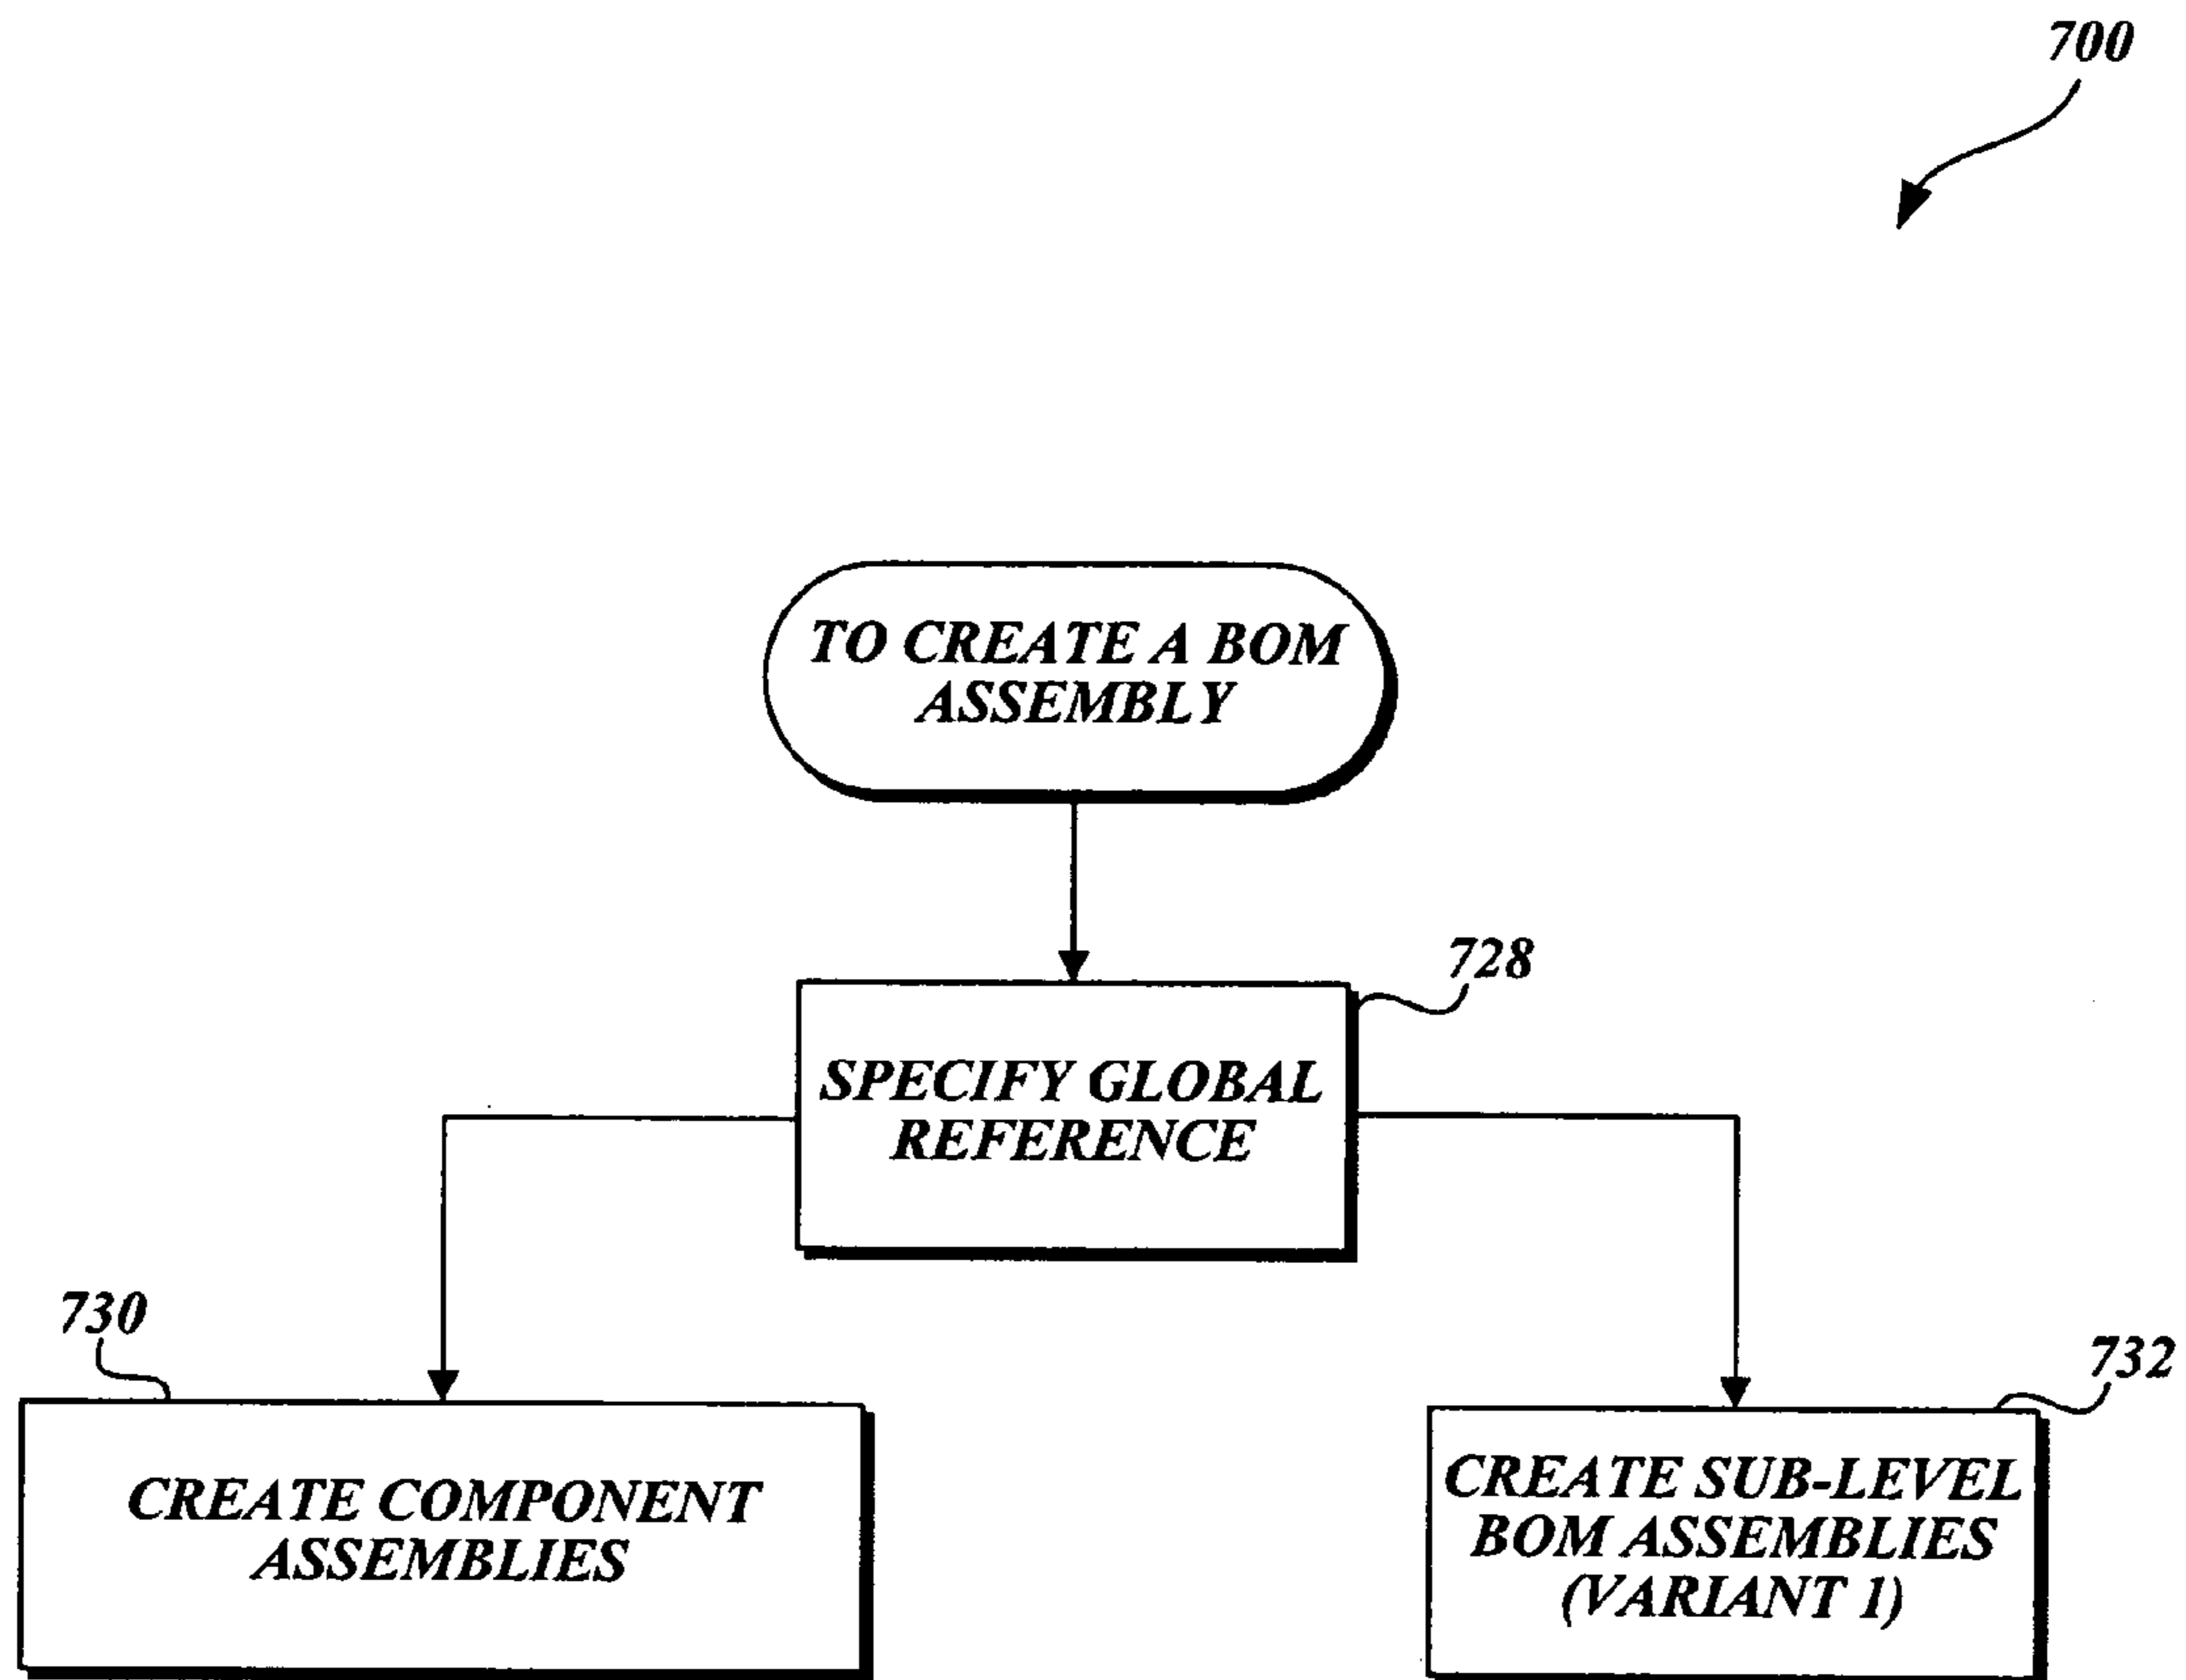 700
TO CREATE A BOM
ASSEMBLY
728
SPECIFY GLOBAL
REFERENCE
730
CREATE COMPONENT
ASSEMBLIES
732
CREATE SUB-LEVEL
BOM ASSEMBLIES
(VARIANT 1)